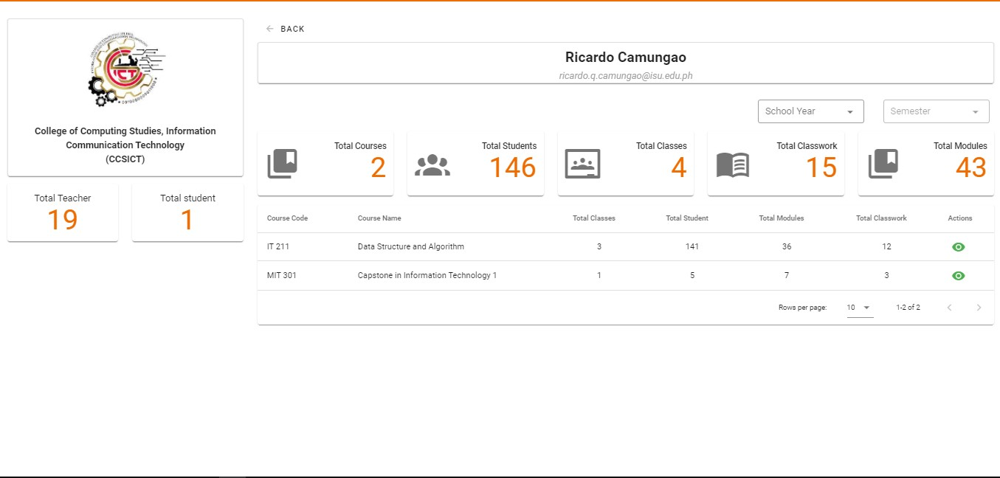 College of Computing Studies, Information
Communication Technology
(CCSICT)
Total Teacher
19
Total student
1
BACK
Ricardo Camungao
ricardo.q.camungao@isu.edu.ph
School Year
Semester
Total Courses
2
Total Students
146
Total Classes
4
Total Classwork
15
Total Modules
43
Course Code Course Name Total Classes Total Student Total Modules Total Classwork Actions
IT 211 Data Structure and Algorithm 3 141 36 12
MIT 301 Capstone in Information Technology 1 1 5 7 3
Rows per page: 10 1-2 of 2